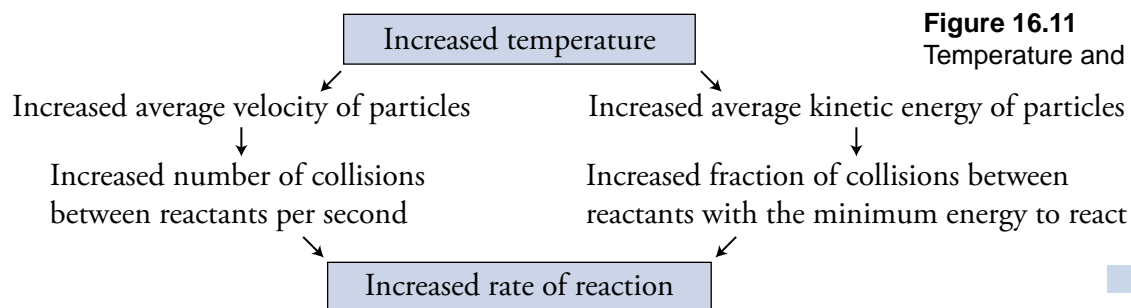 Figure 16.11
Temperature and
Increased temperature
Increased average velocity of particles
Increased average kinetic energy of particles
Increased number of collisions
between reactants per second
Increased fraction of collisions between
reactants with the minimum energy to react
Increased rate of reaction